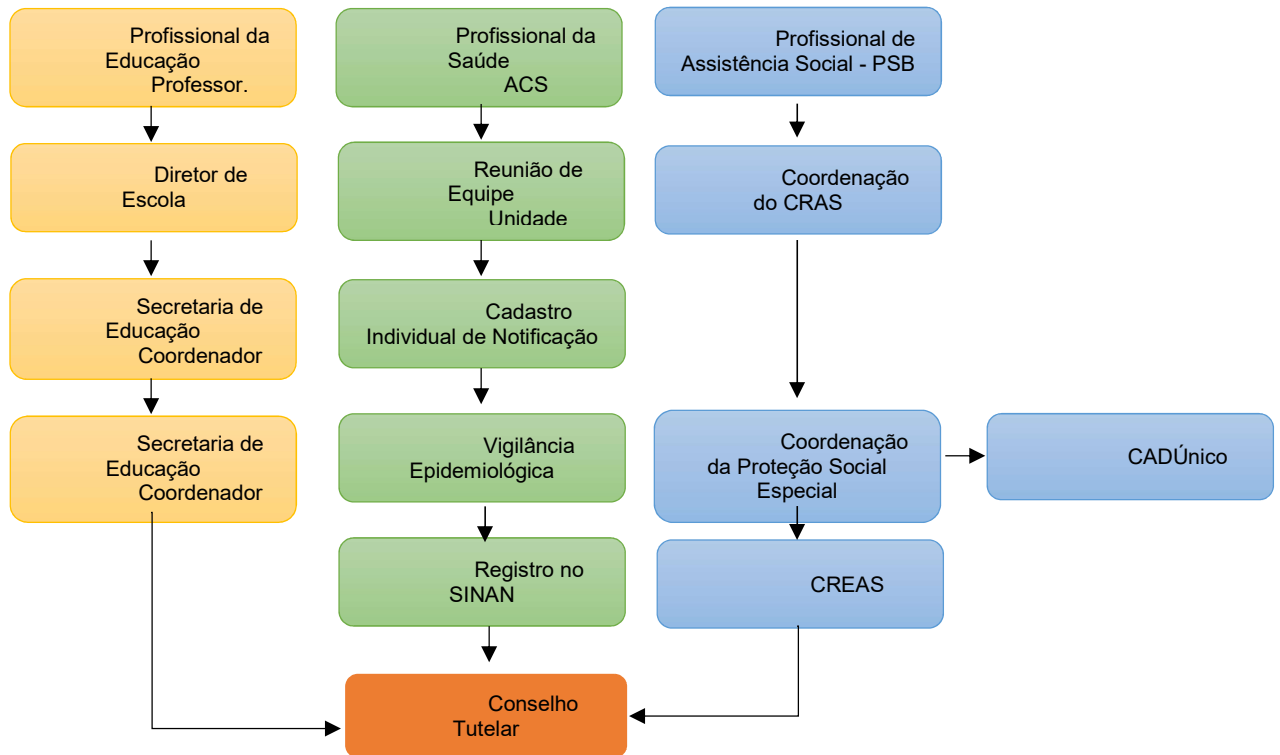 Profissional da
Educação
Professor.
Diretor de
Escola
Secretaria de
Educação
Coordenador
Secretaria de
Educação
Coordenador
Profissional da
Saúde
ACS
Reunião de
Equipe
Unidade
Cadastro
Individual de Notificação
Vigilância
Epidemiológica
Registro no
SINAN
Profissional de
Assistência Social - PSB
Coordenação
do CRAS
Coordenação
da Proteção Social
Especial
CADÚnico
CREAS
Conselho
Tutelar